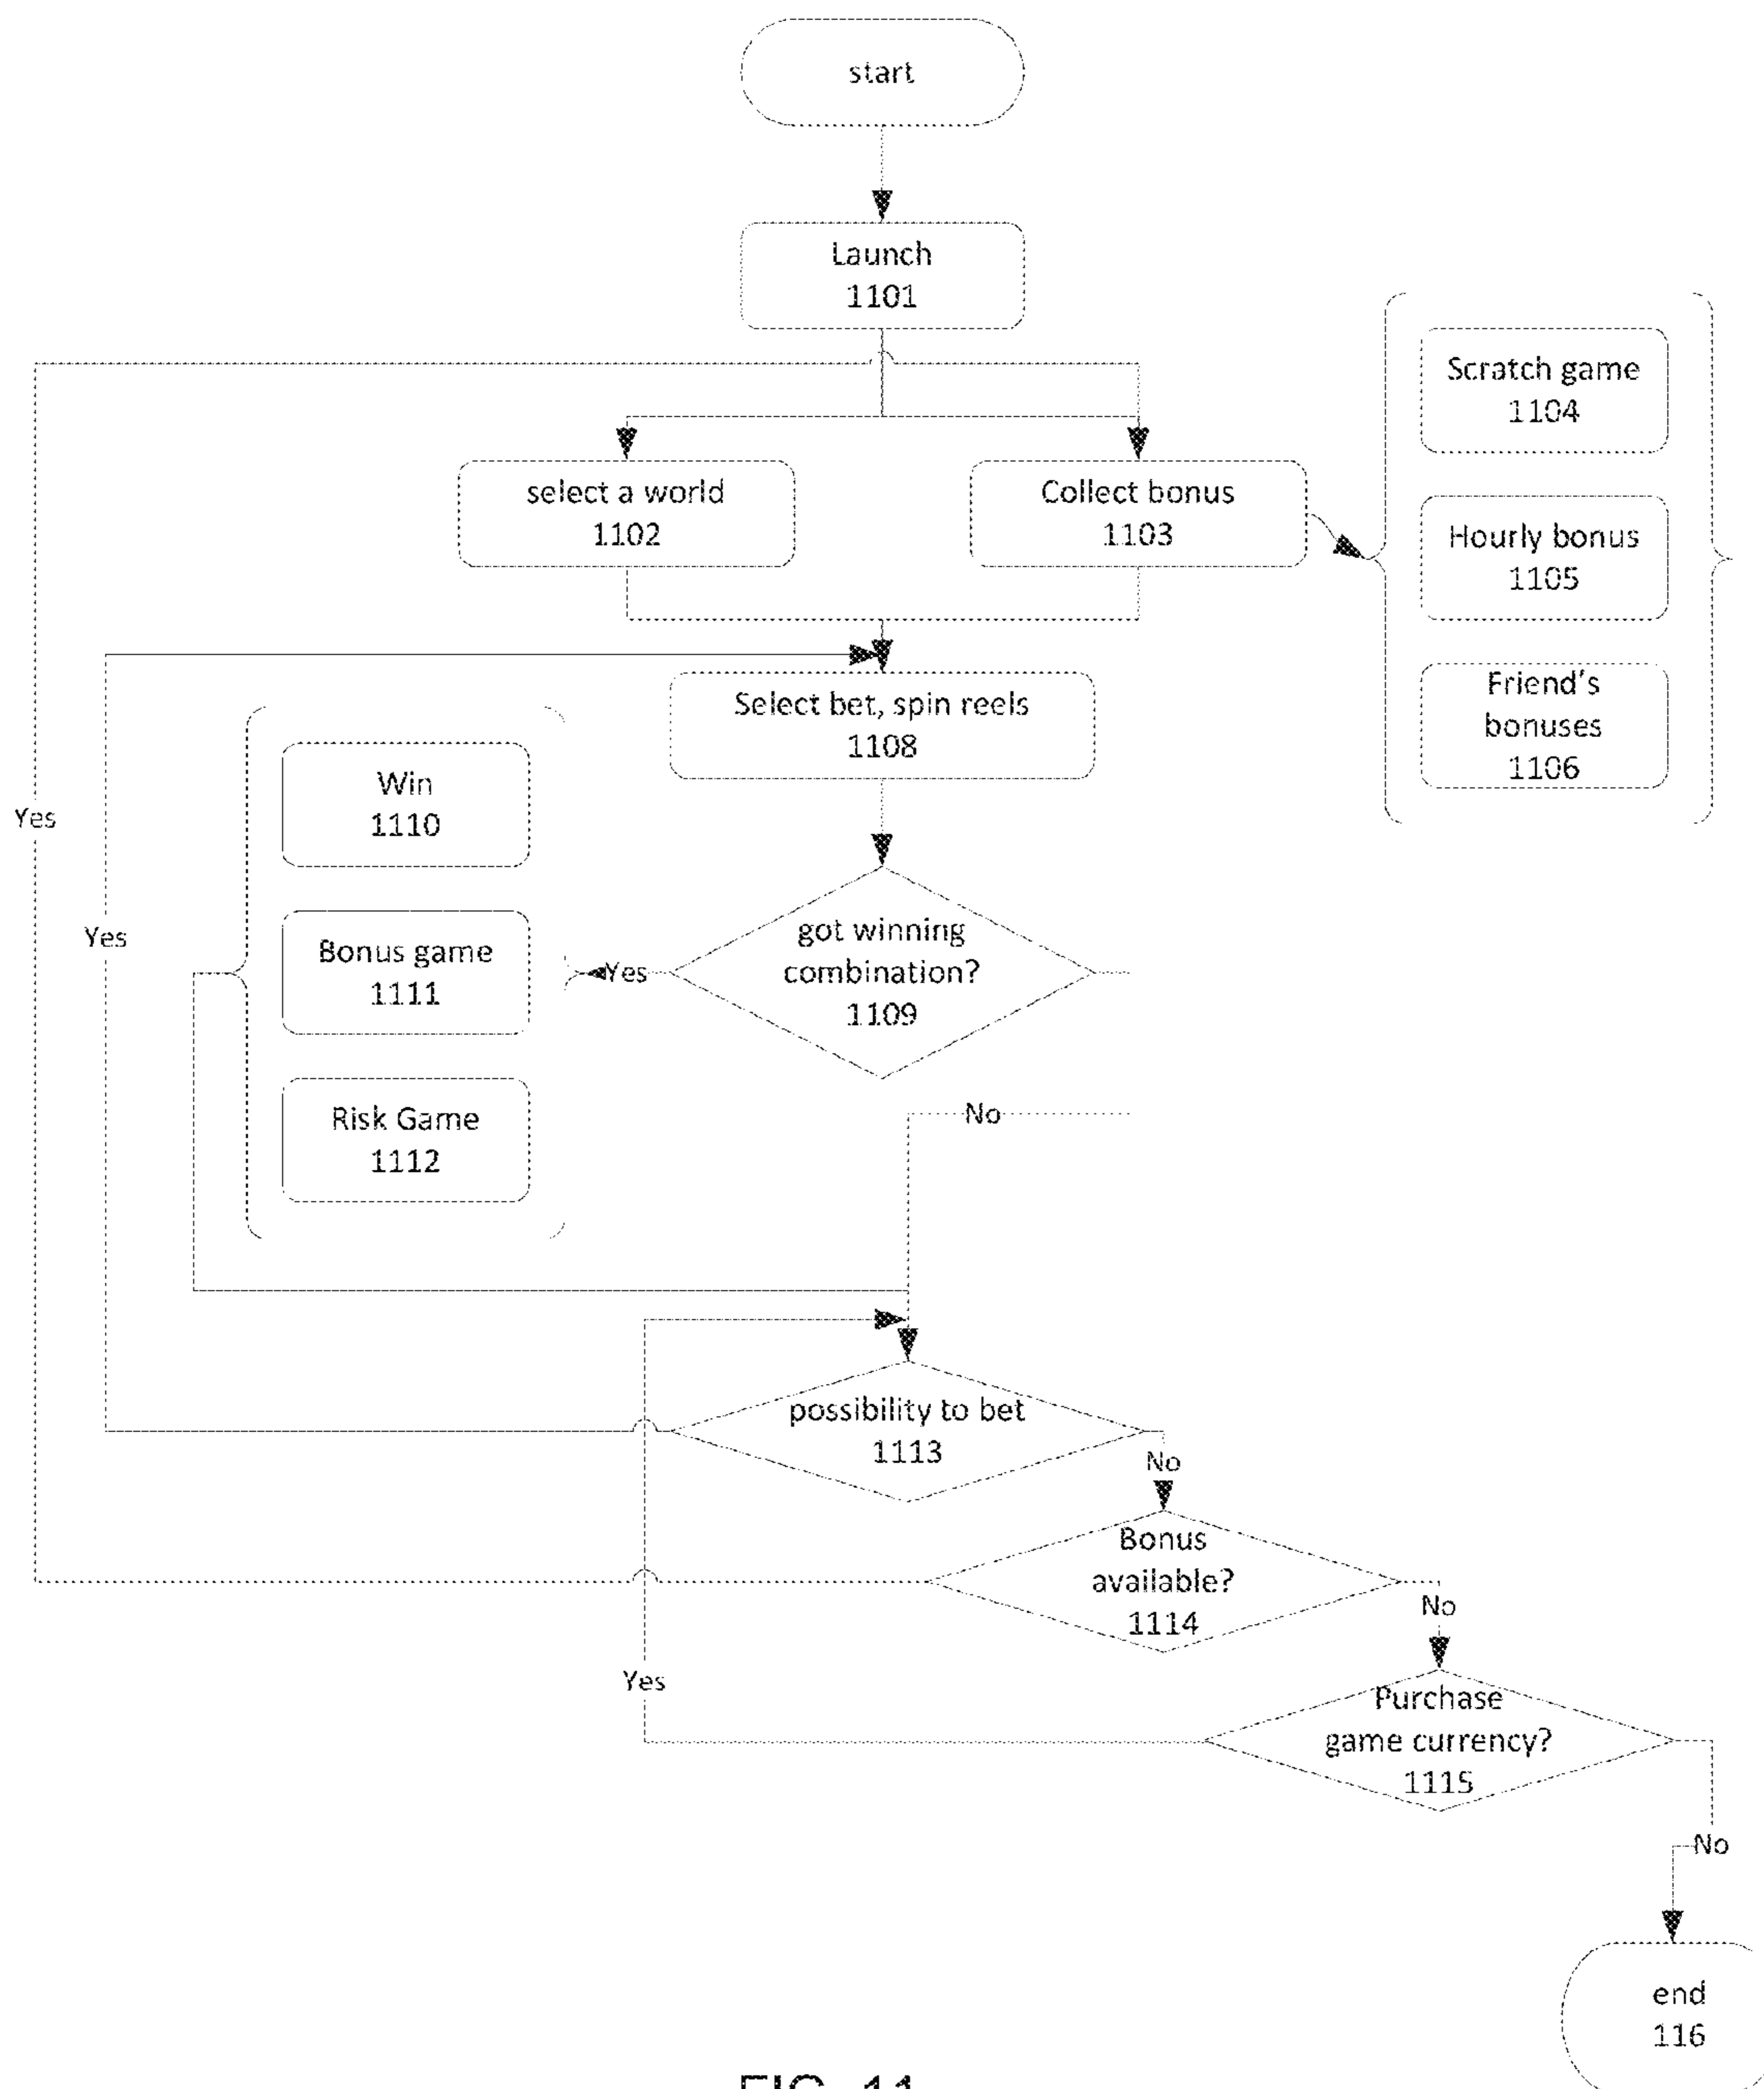 start
Launch
1101
Scratch game
1104
select a world
1102
Collect bonus
1103
Hourly bonus
1105
Friend's
bonuses
1106
Select bet, spin reels
1108
Win
1110
Yes
Yes
Bonus game
1111
Yes
got winning
combination?
1109
Risk Game
1112
No
possibility to bet
1113
No
Bonus
available?
1114
No
Yes
Purchase
game currency?
1115
No
end
116
FIG. 11